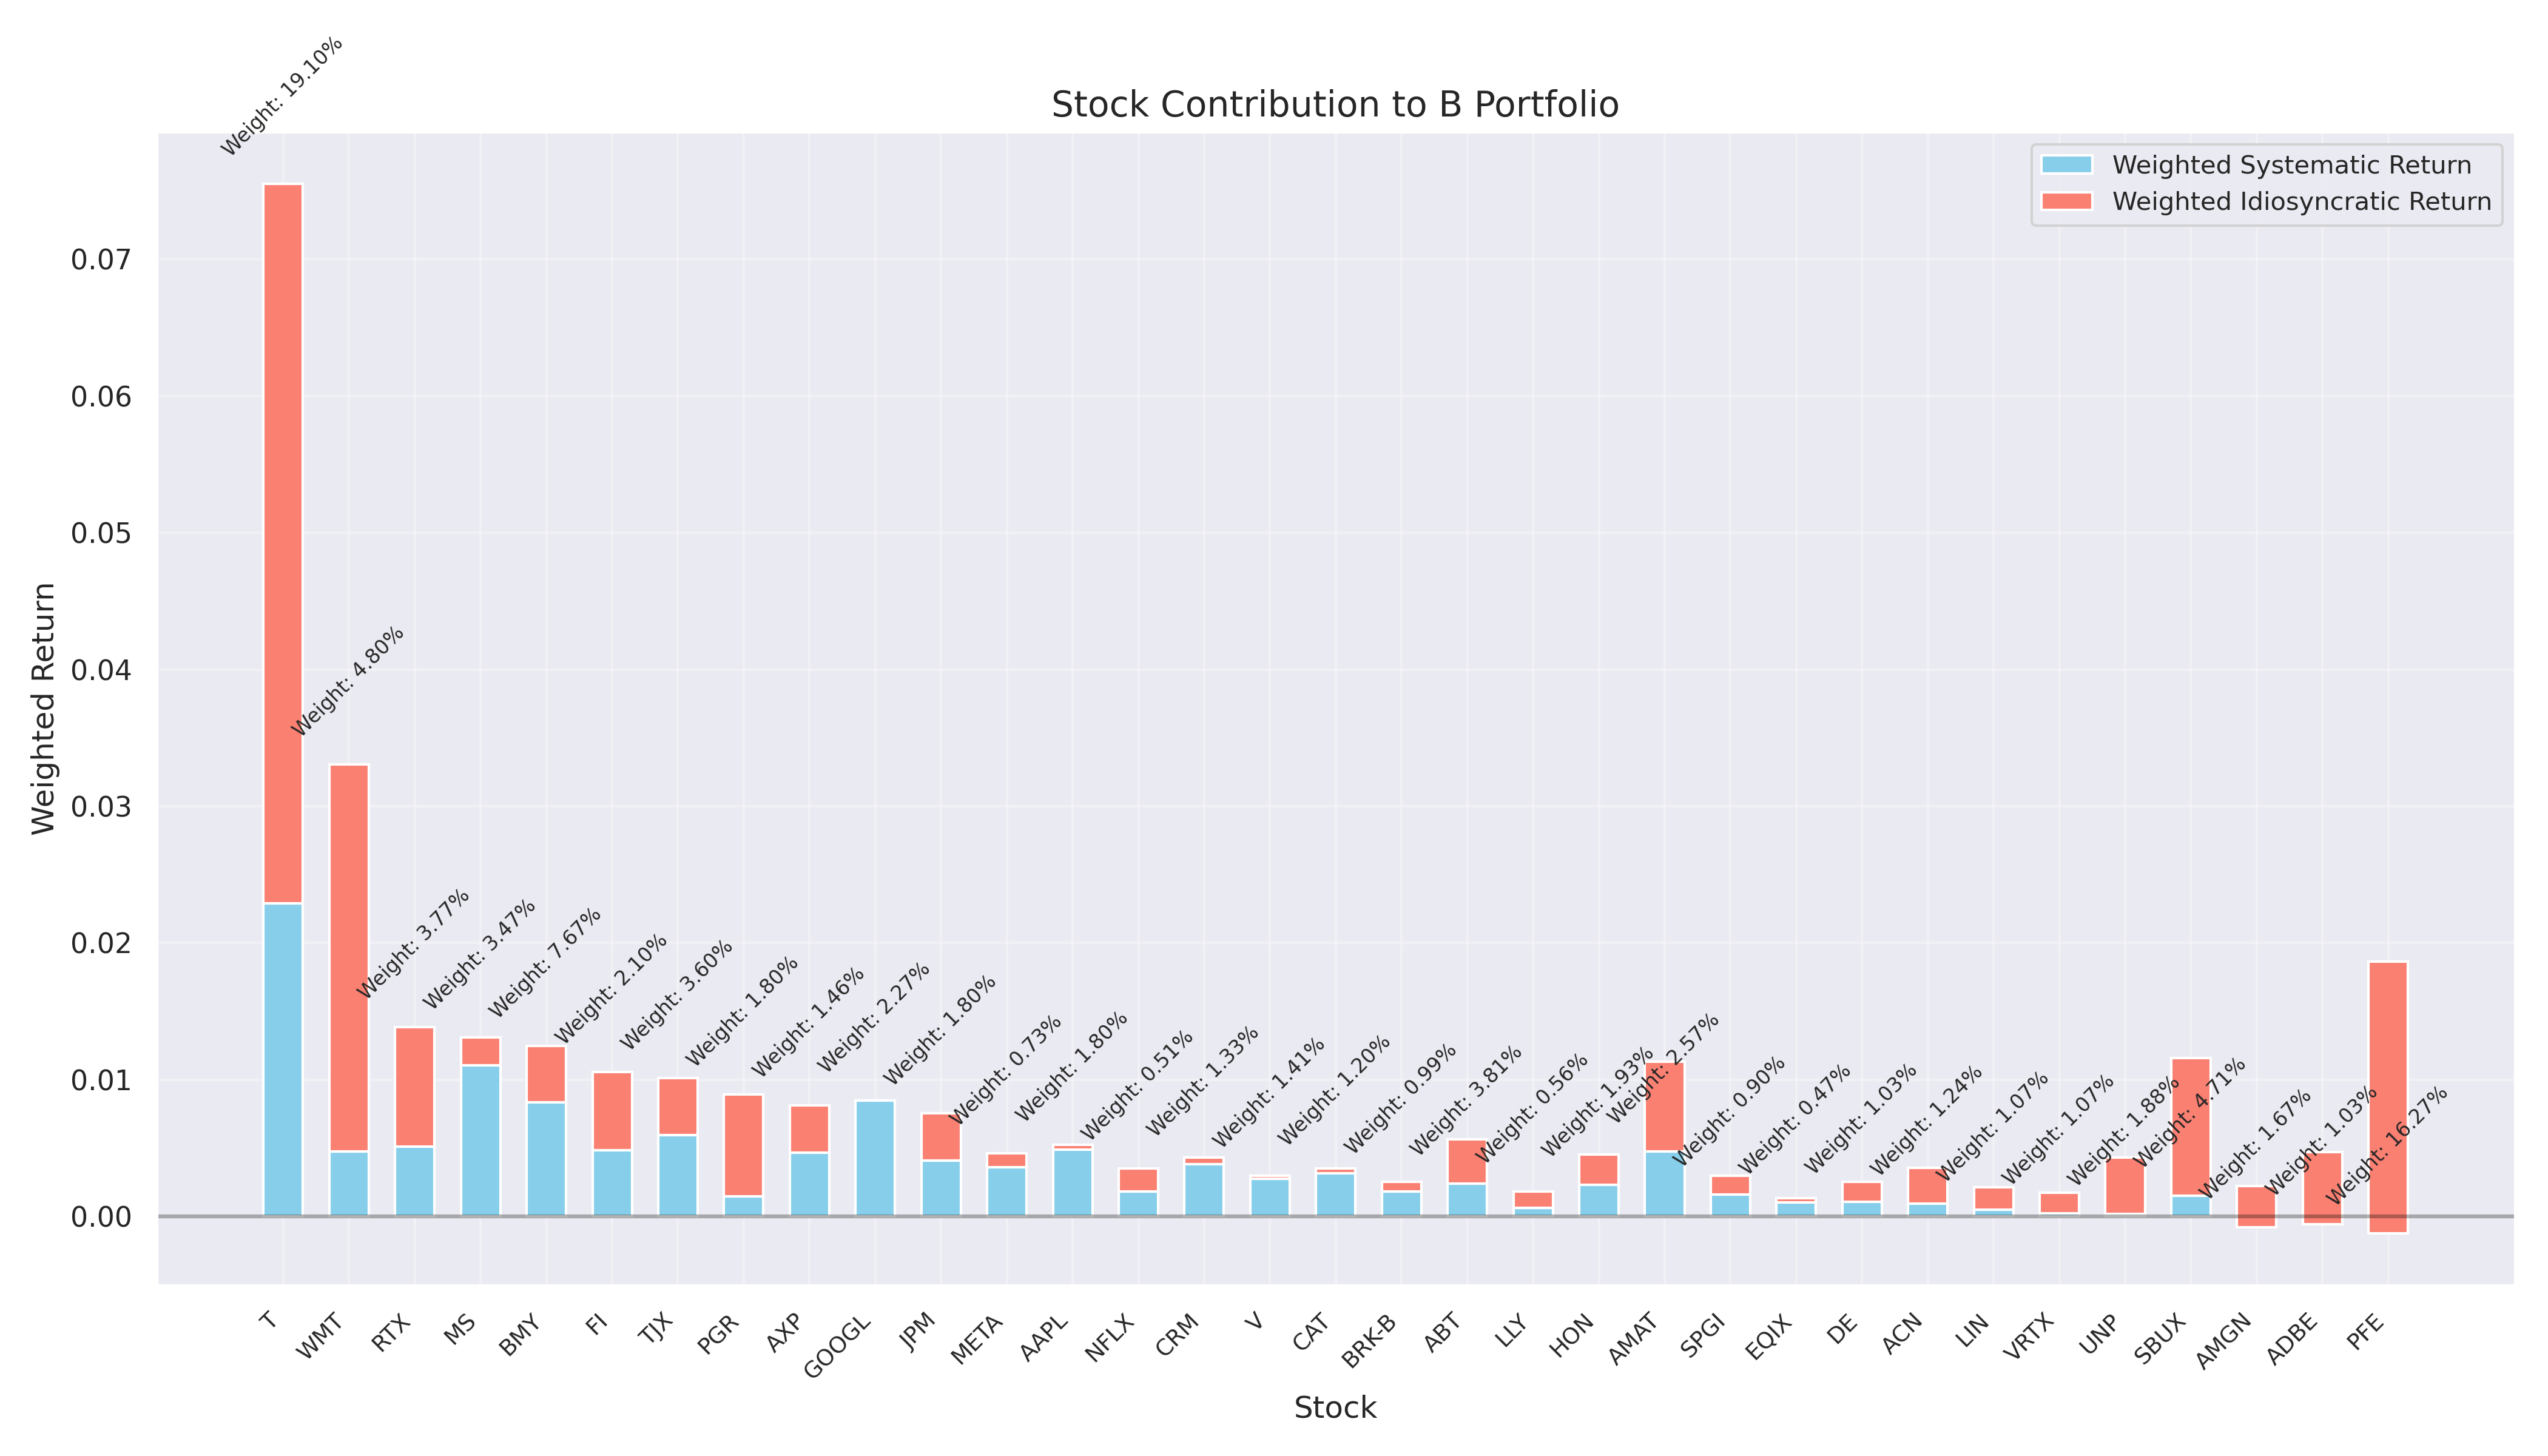 Stock Contribution to B Portfolio
Weighted Systematic Return
Weighted Idiosyncratic Return
Weighted Return
0.07
0.06
0.05
0.04
0.03
0.02
0.01
0.00
Weight: 19.10%
Weight: 4.80%
Weight: 3.77%
Weight: 3.47%
Weight: 7.67%
Weight: 2.10%
Weight: 3.60%
Weight: 1.80%
Weight: 1.46%
Weight: 2.27%
Weight: 1.80%
Weight: 0.73%
Weight: 1.80%
Weight: 0.51%
Weight: 1.33%
Weight: 1.41%
Weight: 1.20%
Weight: 0.99%
Weight: 3.81%
Weight: 0.56%
Weight: 1.93%
Weight: 2.57%
Weight: 0.90%
Weight: 0.47%
Weight: 1.03%
Weight: 1.24%
Weight: 1.07%
Weight: 1.07%
Weight: 1.88%
Weight: 4.71%
Weight: 1.67%
Weight: 1.03%
Weight: 16.27%
T
WMT
RTX
MS
BMY
FI
TJX
PGR
AXP
GOOGL
JPM
META
AAPL
NFLX
CRM
V
CAT
BRK-B
ABT
LLY
HON
AMAT
SPGI
EQIX
DE
ACN
LIN
VRTX
UNP
SBUX
AMGN
ADBE
PFE
Stock